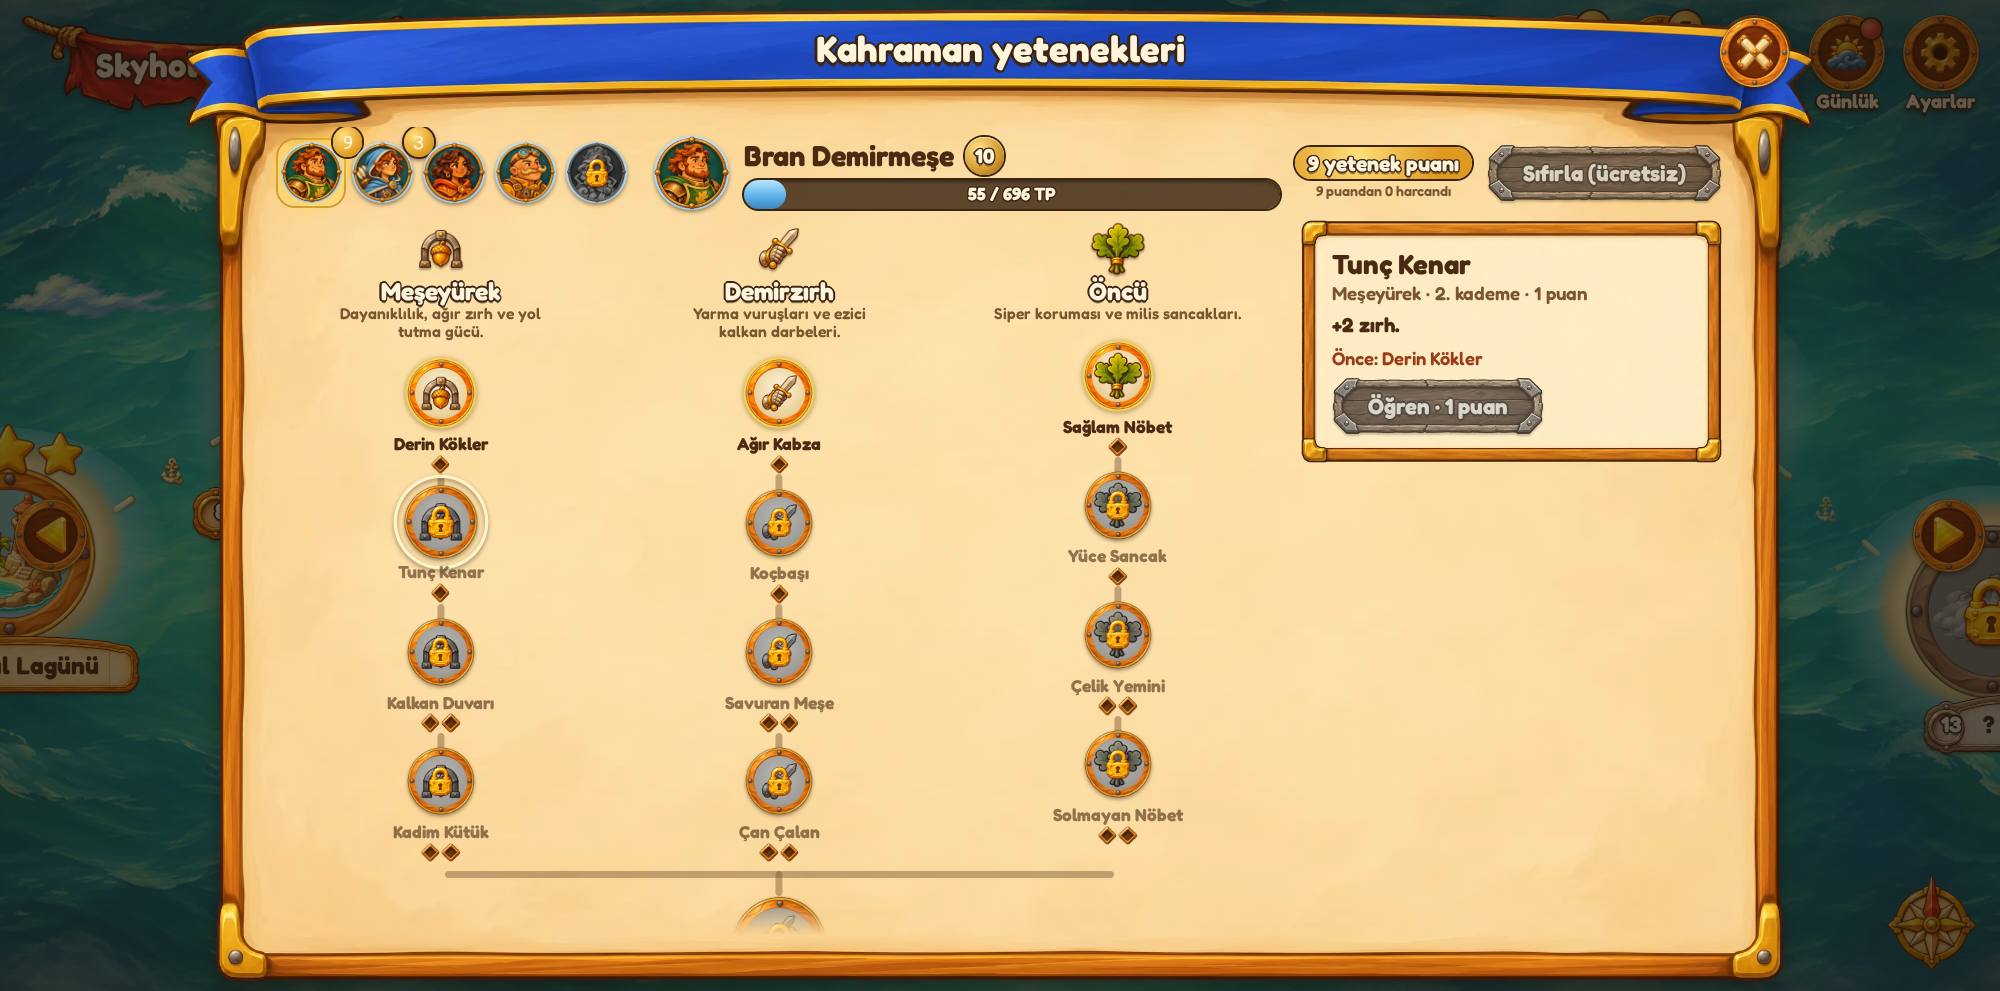 Kahraman yetenekleri
Günlük
Ayarlar
9
3
Bran Demirmeşe 10
55 / 696 TP
9 yetenek puanı
9 puandan 0 harcandı
Sıfırla (ücretsiz)
Meşeyürek
Dayanıklılık, ağır zırh ve yol
tutma gücü.
Demirzırh
Yarma vuruşları ve ezici
kalkan darbeleri.
Öncü
Siper koruması ve milis sancakları.
Tunç Kenar
Meşeyürek · 2. kademe · 1 puan
+2 zırh.
Önce: Derin Kökler
Öğren · 1 puan
Derin Kökler
Ağır Kabza
Sağlam Nöbet
Tunç Kenar
Koçbaşı
Yüce Sancak
Kalkan Duvarı
Savuran Meşe
Çelik Yemini
Kadim Kütük
Çan Çalan
Solmayan Nöbet
Lagünü
13 ?